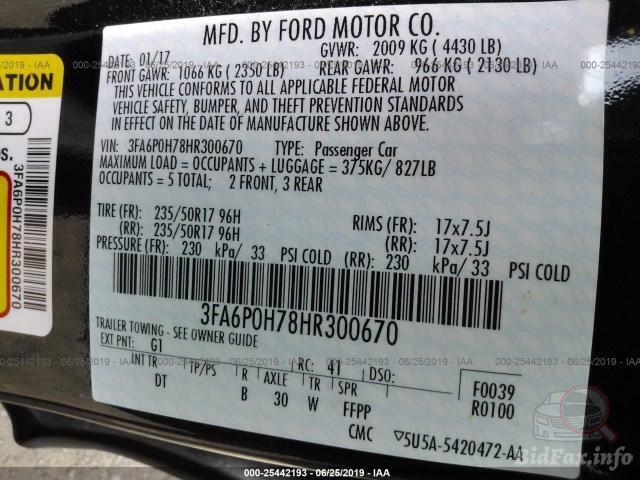 MFD. BY FORD MOTOR CO.
DATE: 01/17 GVWR: 2009 KG ( 4430 LB)
FRONT GAWR: 1066 KG ( 2350 LB) REAR GAWR: 966 KG ( 2130 LB)
THIS VEHICLE CONFORMS TO ALL APPLICABLE FEDERAL MOTOR
VEHICLE SAFETY, BUMPER, AND THEFT PREVENTION STANDARDS
IN EFFECT ON THE DATE OF MANUFACTURE SHOWN ABOVE.
VIN: 3FA6P0H78HR300670 TYPE: Passenger Car
MAXIMUM LOAD = OCCUPANTS + LUGGAGE = 375KG/ 827LB
OCCUPANTS = 5 TOTAL; 2 FRONT, 3 REAR
TIRE (FR): 235/50R17 96H RIMS (FR): 17x7.5J
(RR): 235/50R17 96H (RR): 17x7.5J
PRESSURE (FR): 230 kPa/ 33 PSI COLD (RR): 230 kPa/ 33 PSI COLD
3FA6P0H78HR300670
TRAILER TOWING - SEE OWNER GUIDE
EXT PNT: G1 RC: 41 DSO:
INT TR TP/PS R AXLE TR SPR F0039
DT B 30 W FFPP R0100
CMC 5U5A-5420472-AA
ATION
3
OS.
3FA6P0H78HR300670
000-25442193 - 06/25/2019 - IAA
BidFax.info